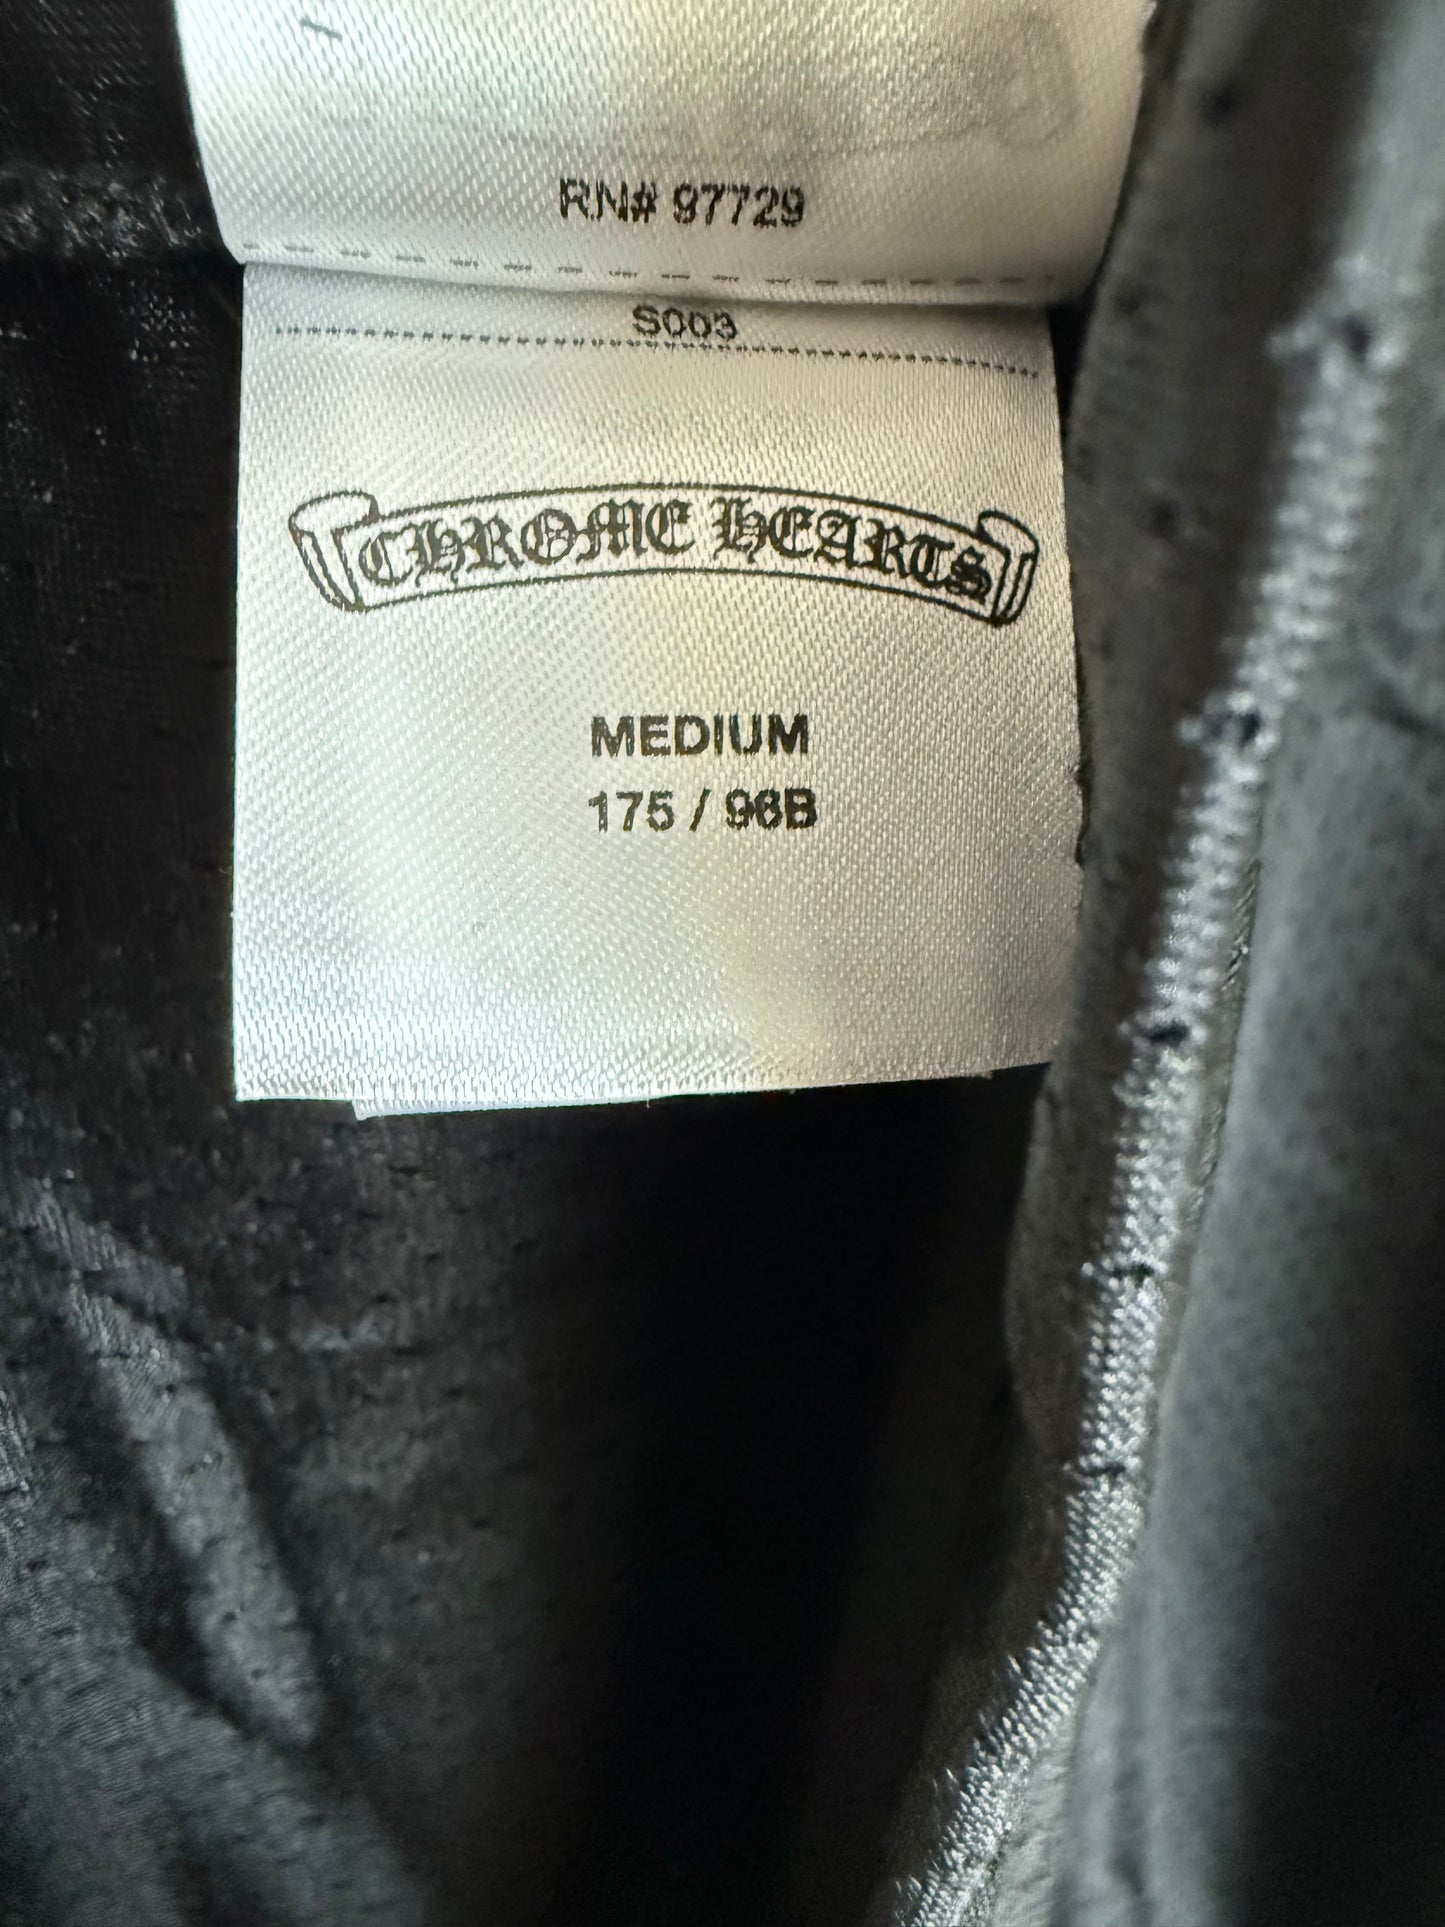 RN# 97729
S003
CHROME HEARTS
MEDIUM
175 / 96B